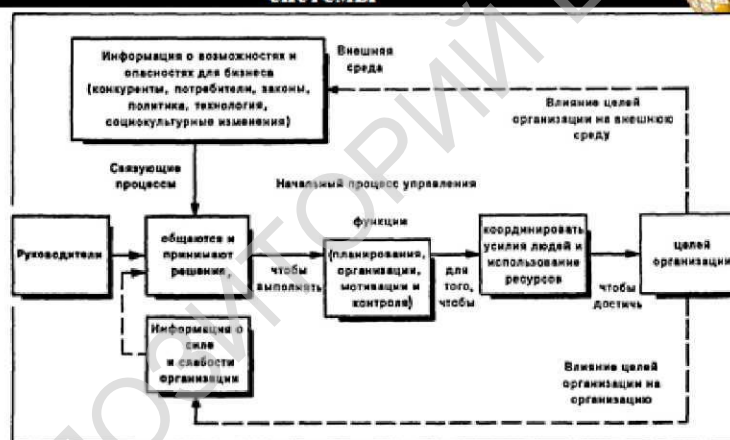 Информация о возможностях и
опасностях для бизнеса
(конкуренты, потребители, законы,
политика, технология,
социокультурные изменения)
Внешняя
среда
Влияние целей
организации на внешнюю
среду
Связующие
процессы
Начальный процесс управления
Руководители
общаются и
принимают
решения,
чтобы
выполнять
функции
(планирования,
организации,
мотивации и
контроля)
для
того,
чтобы
координировать
усилия людей и
использование
ресурсов
чтобы
достичь
целей
организации
Информация о
силе
и слабости
организации
Влияние целей
организации на
организацию